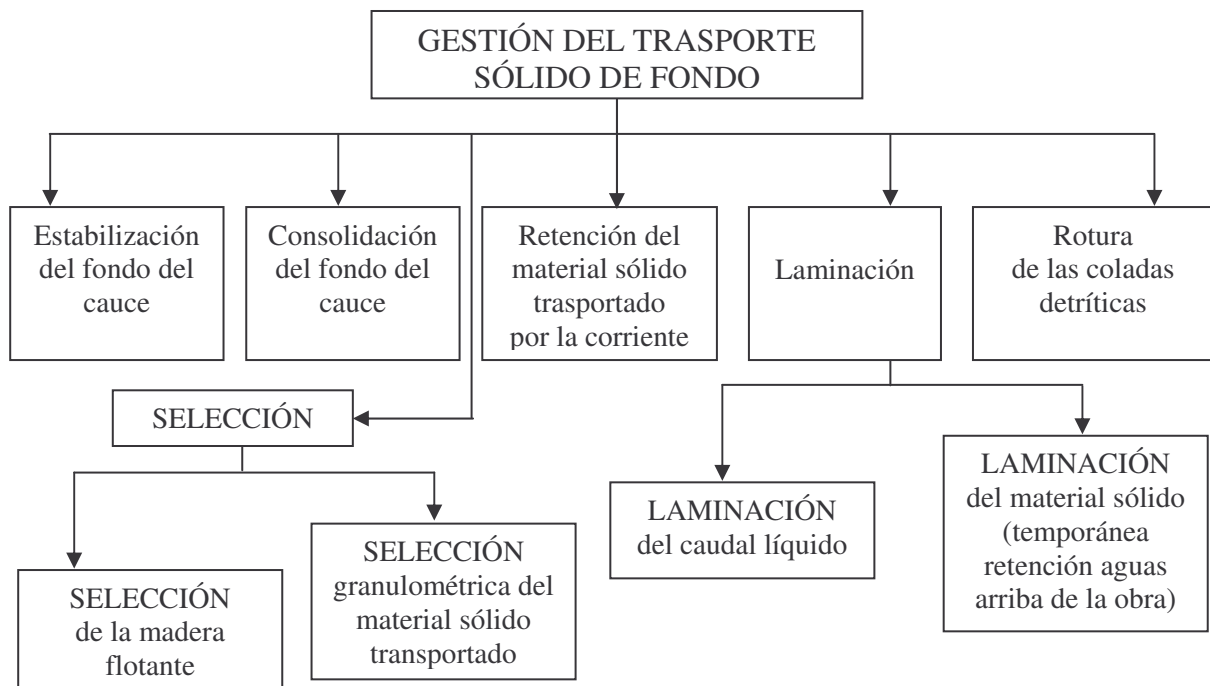 GESTIÓN DEL TRASPORTE
SÓLIDO DE FONDO
Estabilización
del fondo del
cauce
Consolidación
del fondo del
cauce
Retención del
material sólido
trasportado
por la corriente
Laminación
Rotura
de las coladas
detríticas
SELECCIÓN
SELECCIÓN
de la madera
flotante
SELECCIÓN
granulométrica del
material sólido
transportado
LAMINACIÓN
del caudal líquido
LAMINACIÓN
del material sólido
(temporánea
retención aguas
arriba de la obra)